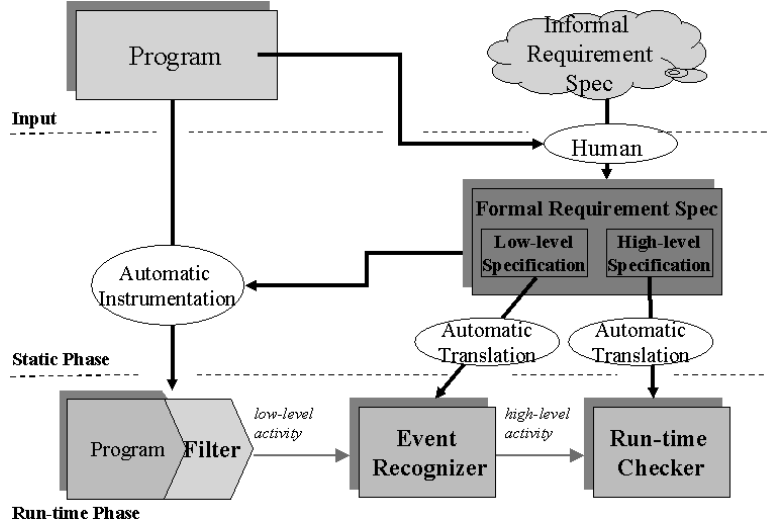 Program
Informal
Requirement
Spec
Input
Human
Formal Requirement Spec
Low-level
Specification
High-level
Specification
Automatic
Instrumentation
Automatic
Translation
Automatic
Translation
Static Phase
Program
Filter
low-level
activity
Event
Recognizer
high-level
activity
Run-time
Checker
Run-time Phase